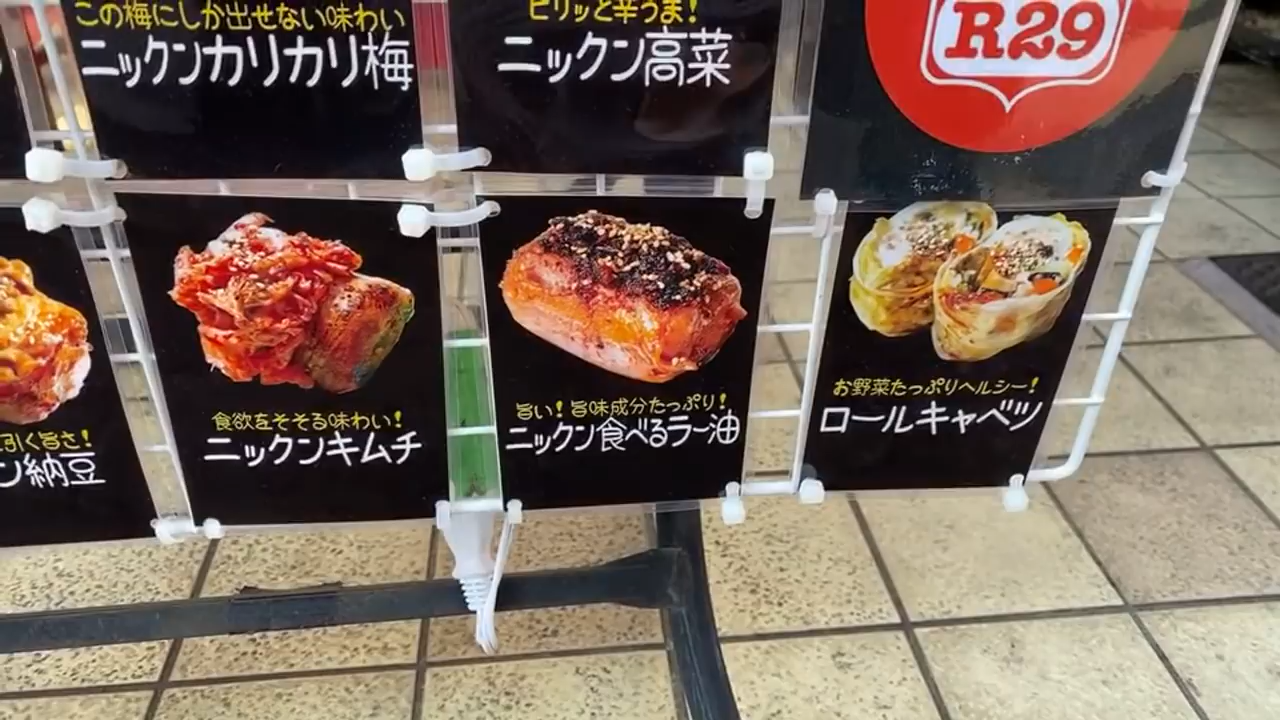 この梅にしか出せない味わい
ニックンカリカリ梅
ピリッと辛うま!
ニックン高菜
R29
引く旨さ!
ン納豆
食欲をそそる味わい!
ニックンキムチ
旨い!旨味成分たっぷり!
ニックン食べるラー油
お野菜たっぷりヘルシー!
ロールキャベツ